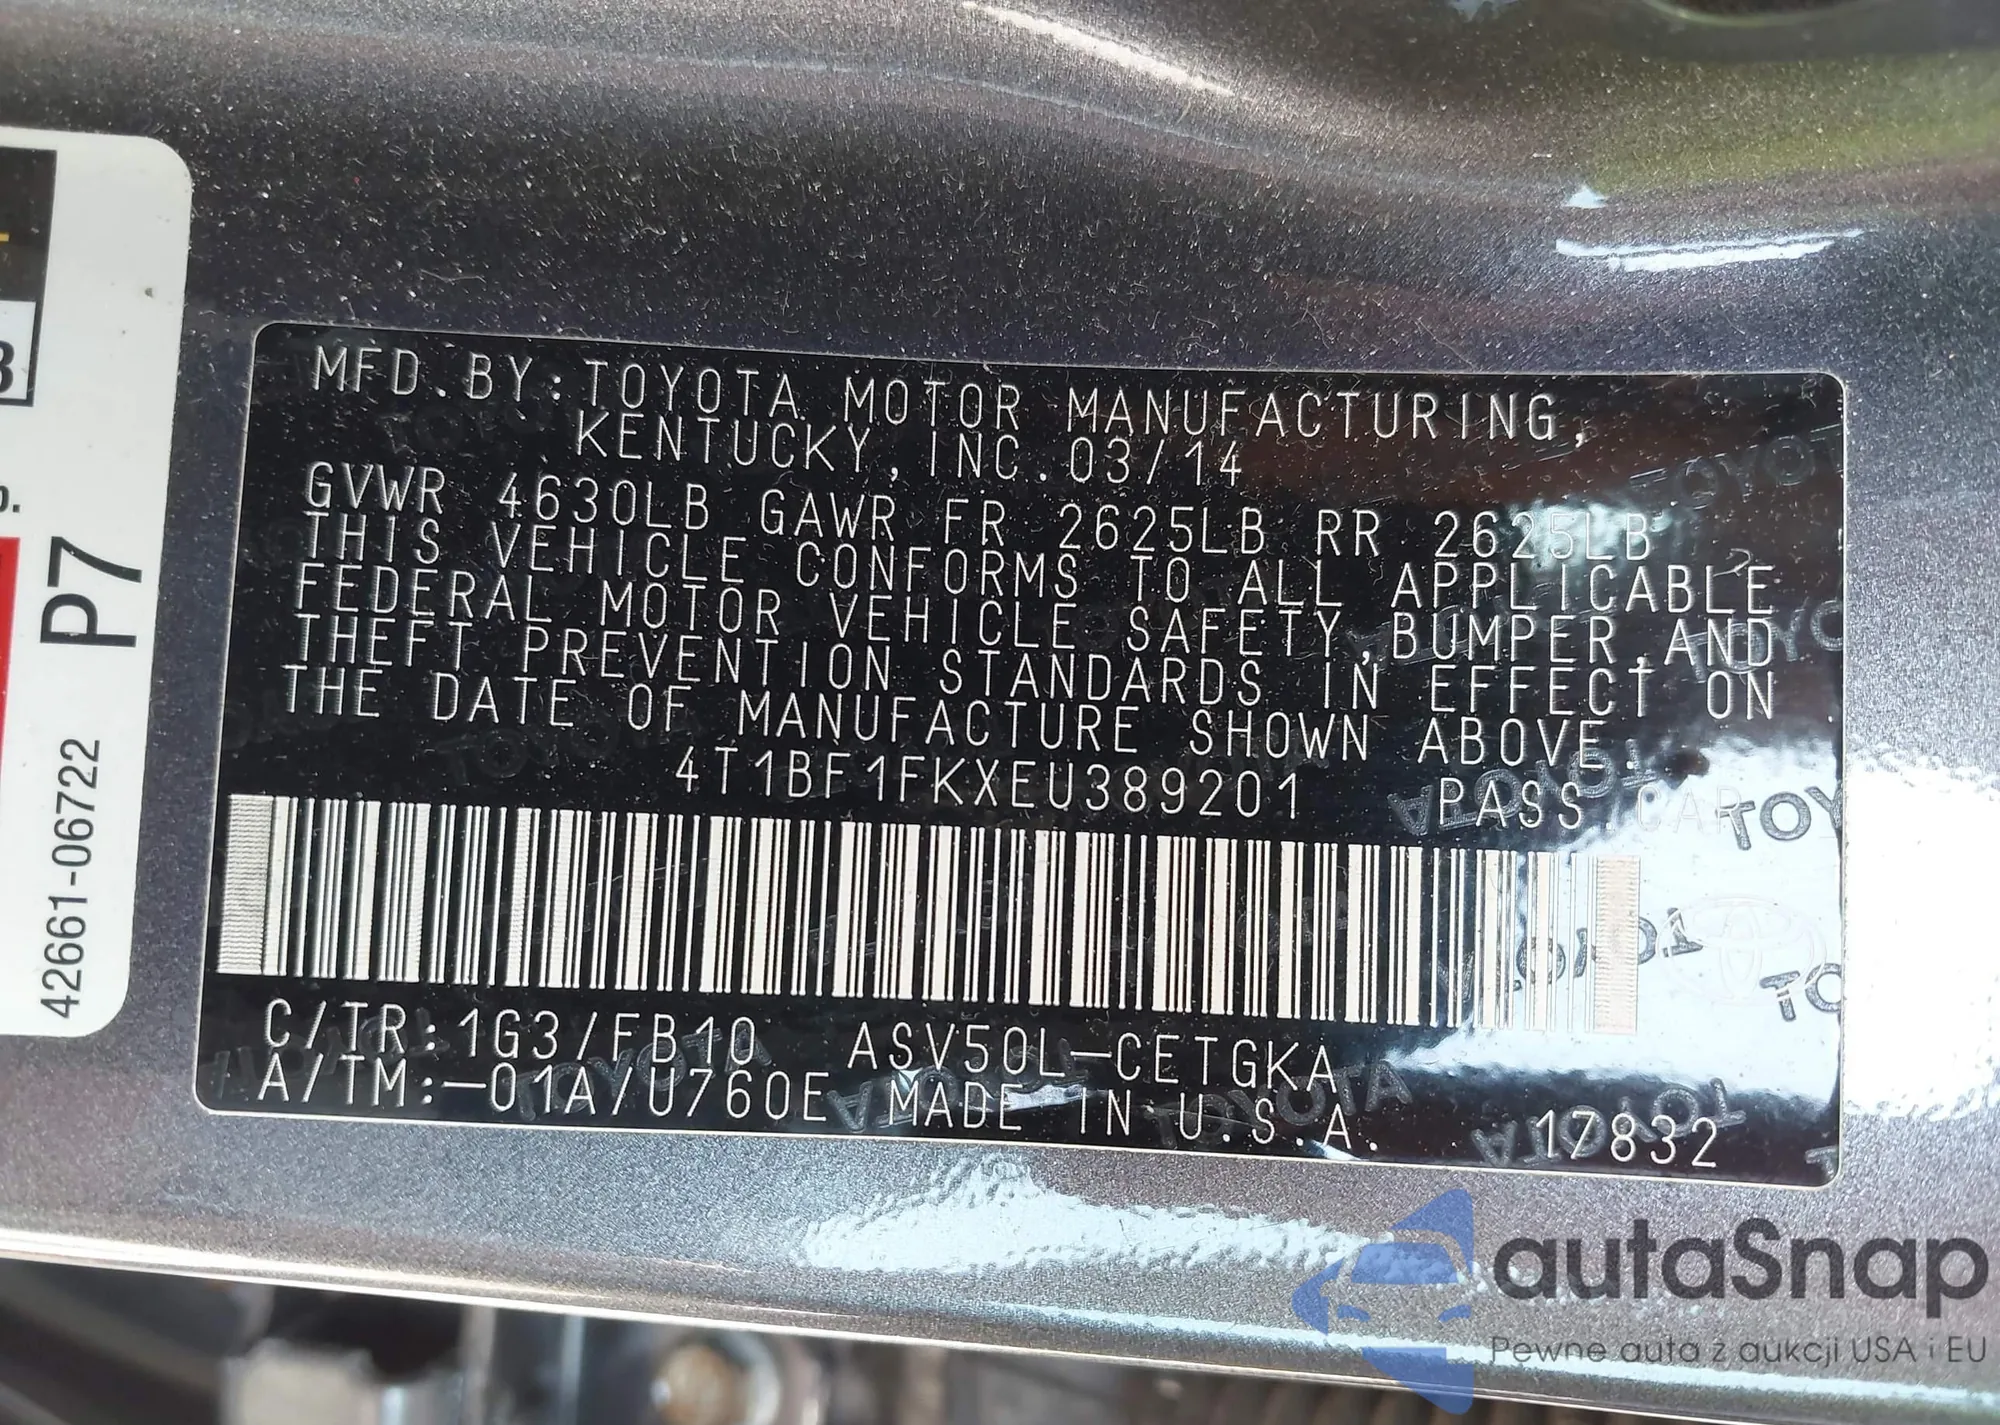 MFD. BY: TOYOTA MOTOR MANUFACTURING,
KENTUCKY, INC. 03/14
GVWR 4630LB GAWR FR 2625LB RR 2625LB
THIS VEHICLE CONFORMS TO ALL APPLICABLE
FEDERAL MOTOR VEHICLE SAFETY, BUMPER, AND
THEFT PREVENTION STANDARDS IN EFFECT ON
THE DATE OF MANUFACTURE SHOWN ABOVE.
4T1BF1FKXEU389201 PASS. CAR
C/TR: 1G3/FB10 ASV50L-CETGKA
A/TM: -01A/U760E MADE IN U.S.A. 17832
P7
42661-06722
autaSnap
Pewne auta z aukcji USA i EU